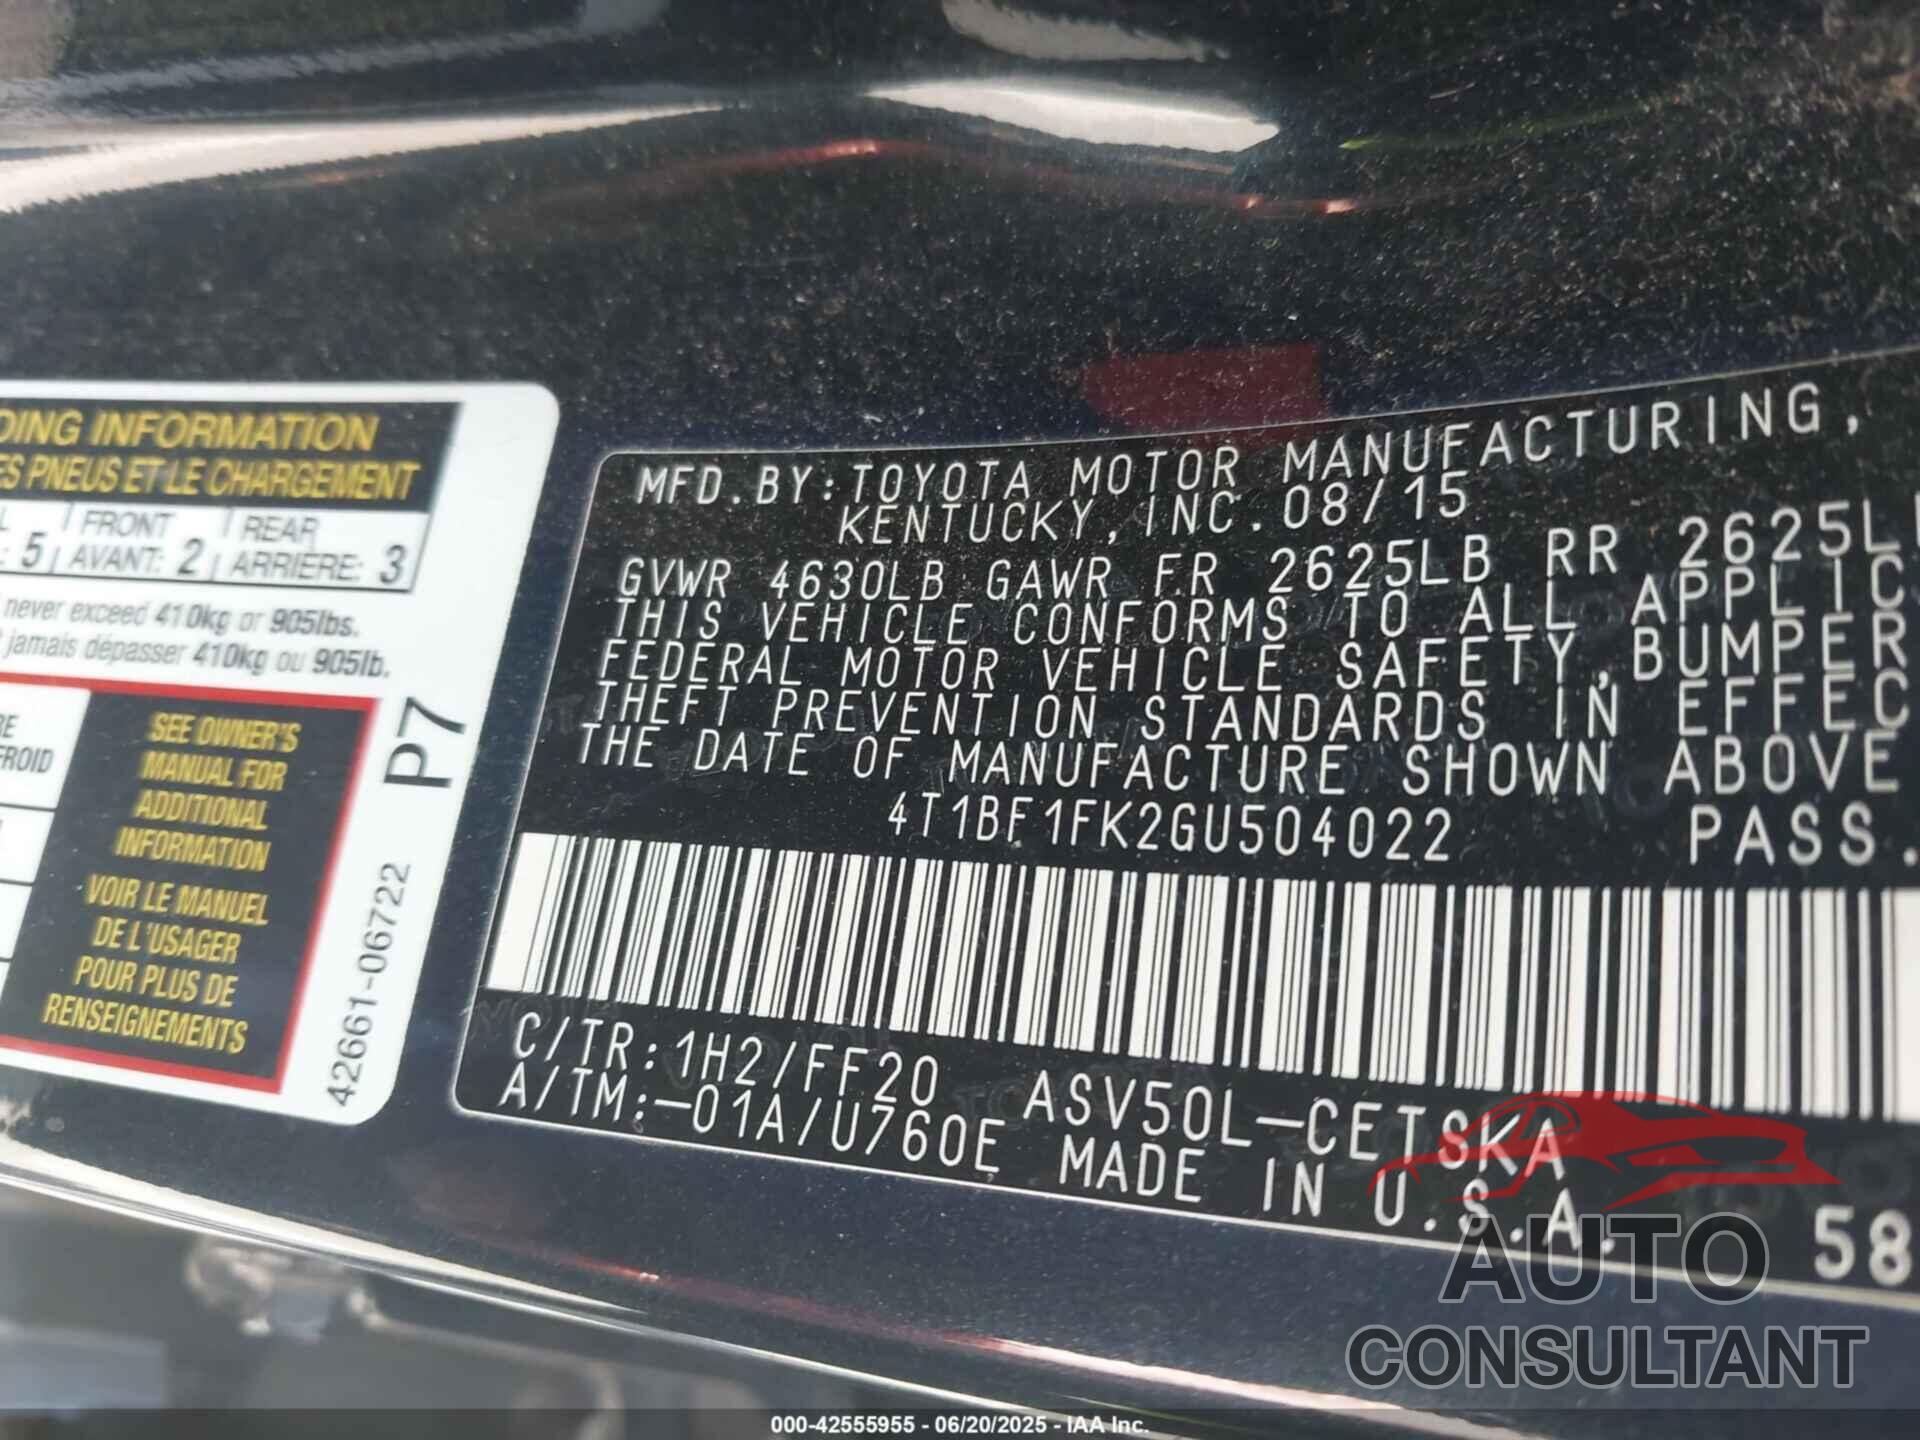 DING INFORMATION
ES PNEUS ET LE CHARGEMENT
FRONT REAR
5 AVANT: 2 ARRIÈRE: 3
never exceed 410kg or 905lbs.
jamais dépasser 410kg ou 905lb.
FROID
SEE OWNER'S
MANUAL FOR
ADDITIONAL
INFORMATION
VOIR LE MANUEL
DE L'USAGER
POUR PLUS DE
RENSEIGNEMENTS
P7
42661-06722
MFD.BY:TOYOTA MOTOR MANUFACTURING,
KENTUCKY,INC.08/15
GVWR 4630LB GAWR FR 2625LB RR 2625L
THIS VEHICLE CONFORMS TO ALL APPLIC
FEDERAL MOTOR VEHICLE SAFETY,BUMPER
THEFT PREVENTION STANDARDS IN EFFEC
THE DATE OF MANUFACTURE SHOWN ABOVE
4T1BF1FK2GU504022 PASS.
C/TR:1H2/FF20 ASV50L-CETSKA
A/TM:-01A/U760E MADE IN U.S.A.
58
AUTO
CONSULTANT
000-42555955 - 06/20/2025 - IAA Inc.